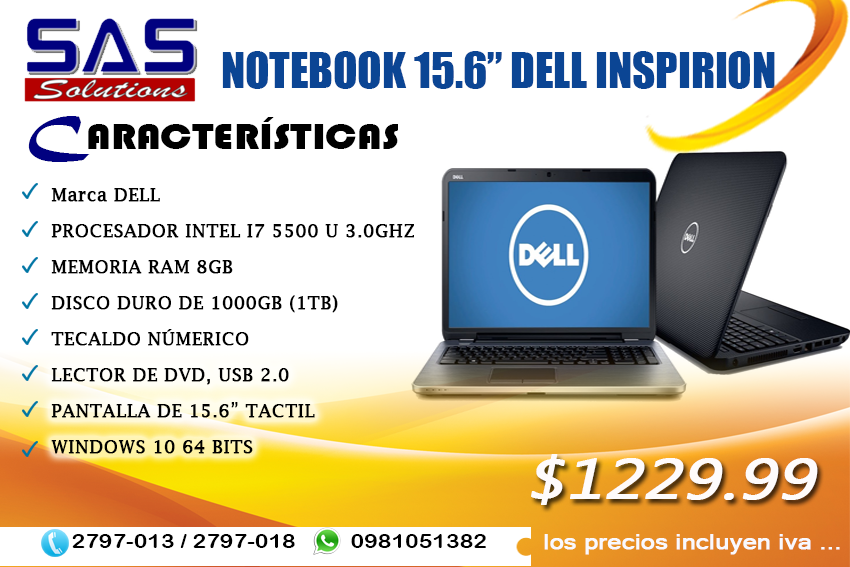 SAS
Solutions
NOTEBOOK 15.6” DELL INSPIRION
CARACTERÍSTICAS
Marca DELL
PROCESADOR INTEL I7 5500 U 3.0GHZ
MEMORIA RAM 8GB
DISCO DURO DE 1000GB (1TB)
TECALDO NÚMERICO
LECTOR DE DVD, USB 2.0
PANTALLA DE 15.6” TACTIL
WINDOWS 10 64 BITS
DELL
DELL
DELL
$1229.99
2797-013 / 2797-018 0981051382
los precios incluyen iva ...